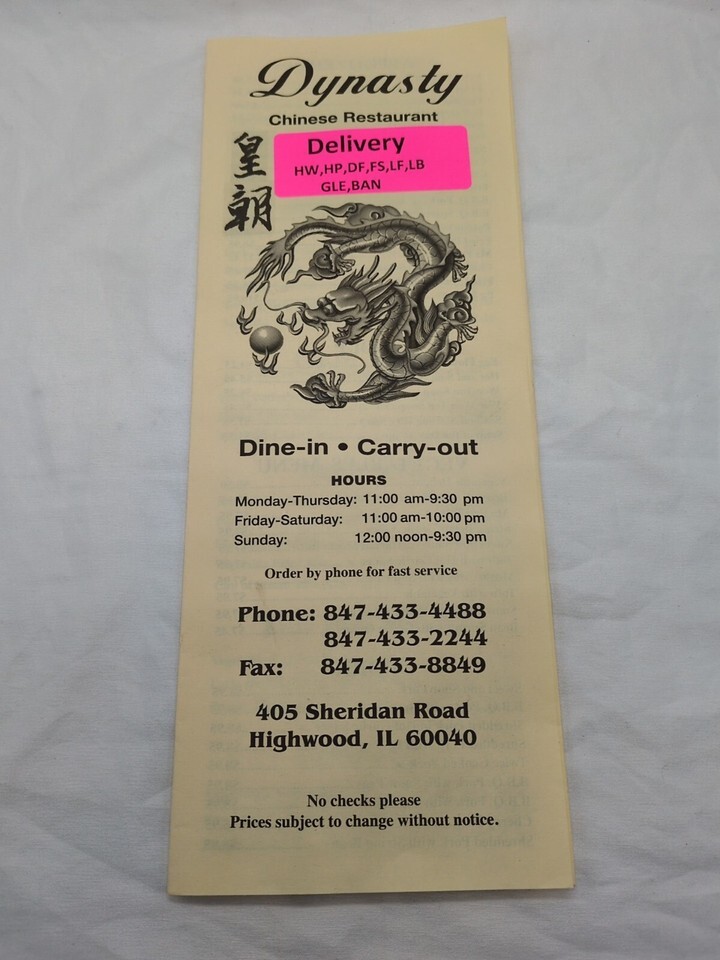 Dynasty
Chinese Restaurant
皇朝
Delivery
HW,HP,DF,FS,LF,LB
GLE,BAN
Dine-in • Carry-out
HOURS
Monday-Thursday: 11:00 am-9:30 pm
Friday-Saturday: 11:00 am-10:00 pm
Sunday: 12:00 noon-9:30 pm
Order by phone for fast service
Phone: 847-433-4488
847-433-2244
Fax: 847-433-8849
405 Sheridan Road
Highwood, IL 60040
No checks please
Prices subject to change without notice.